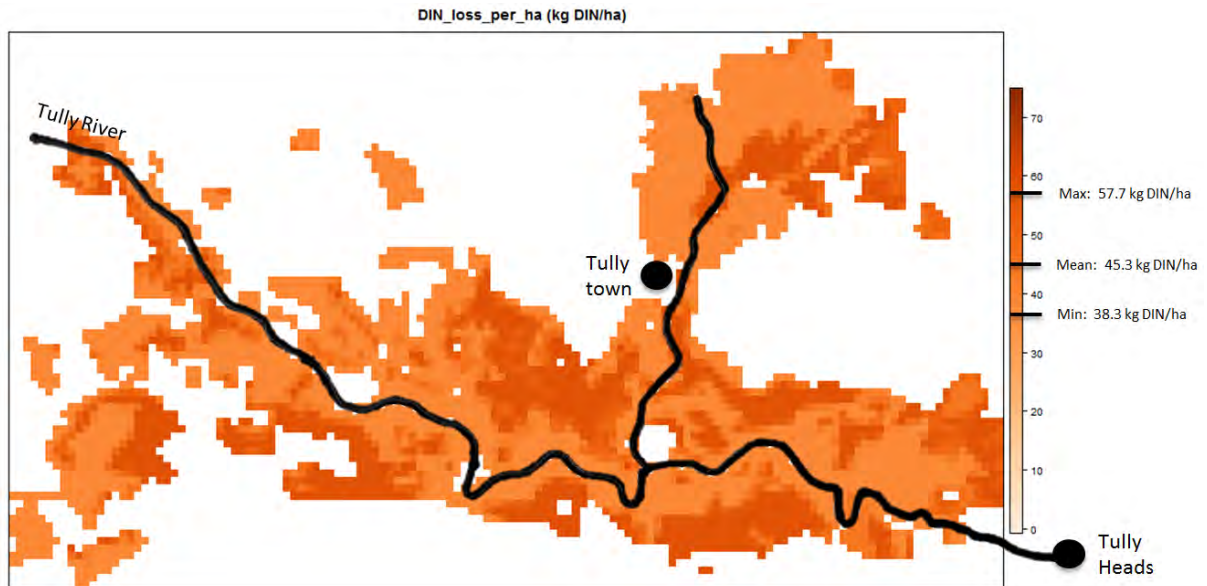 DIN_loss_per_ha (kg DIN/ha)
Tully River
Tully
town
70
60
50
40
30
20
10
0
Max: 57.7 kg DIN/ha
Mean: 45.3 kg DIN/ha
Min: 38.3 kg DIN/ha
Tully
Heads